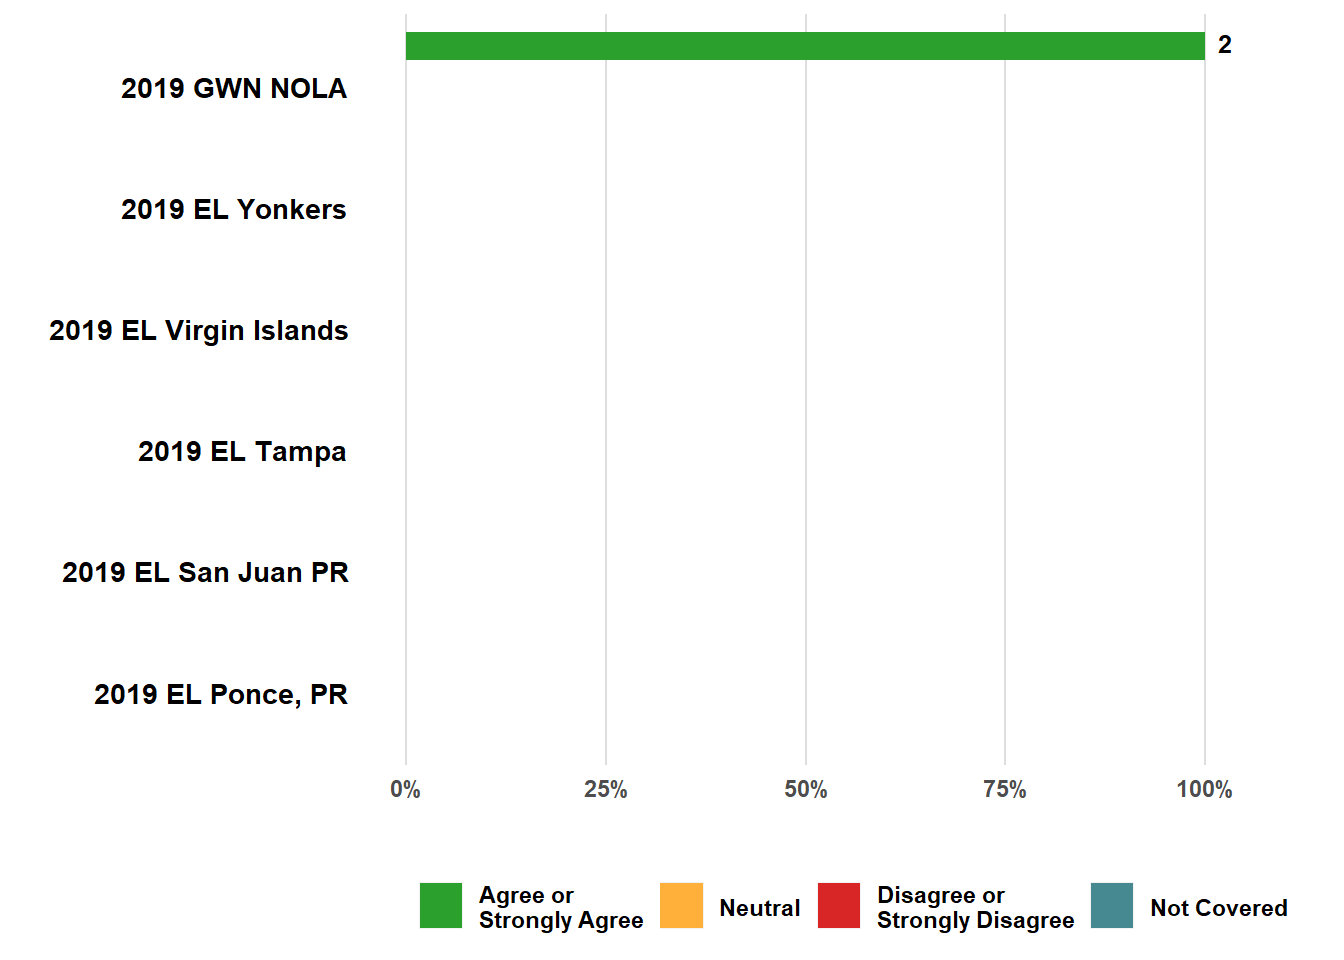 2
2019 GWN NOLA
2019 EL Yonkers
2019 EL Virgin Islands
2019 EL Tampa
2019 EL San Juan PR
2019 EL Ponce, PR
0% 25% 50% 75% 100%
Agree or
Strongly Agree
Neutral
Disagree or
Strongly Disagree
Not Covered